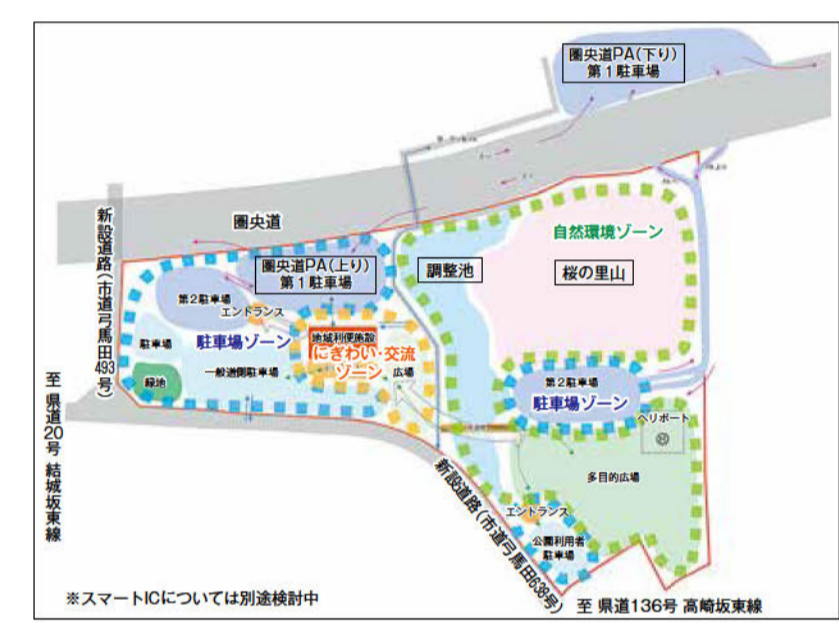 圏央道PA(下り)
第1駐車場
圏央道
新設道路(市道弓馬田493号)
圏央道PA(上り)
第1駐車場
調整池
自然環境ゾーン
桜の里山
第2駐車場
エントランス
駐車場
駐車場ゾーン
地域利便施設
にぎわい・交流
ゾーン
一般道側駐車場
広場
緑地
第2駐車場
駐車場ゾーン
ヘリポート
H
多目的広場
エントランス
公園利用者
駐車場
至 県道20号 結城坂東線
新設道路(市道弓馬田638号)
※スマートICについては別途検討中
至 県道136号 高崎坂東線